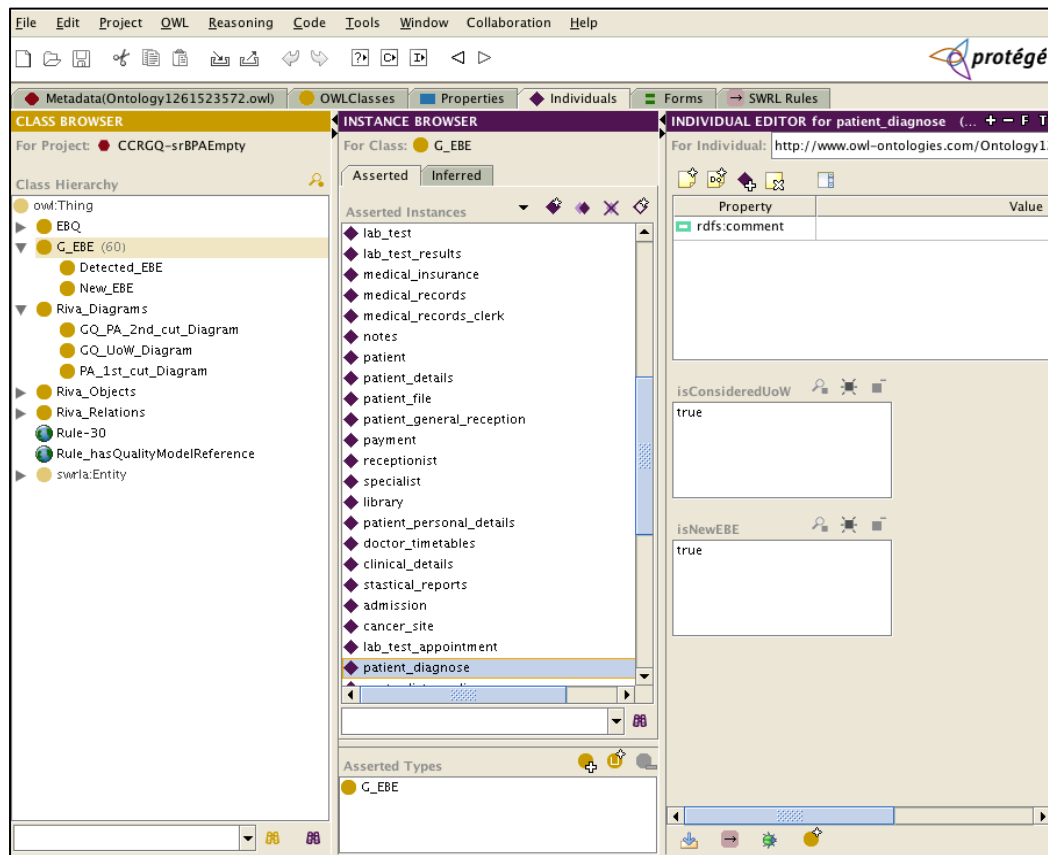 File Edit Project OWL Reasoning Code Tools Window Collaboration Help
protégé
Metadata(Ontology1261523572.owl) OWLClasses Properties Individuals Forms SWRL Rules
CLASS BROWSER
For Project: CCRGQ-srBPAEmpty
Class Hierarchy
owl:Thing
EBQ
G_EBE (60)
Detected_EBE
New_EBE
Riva_Diagrams
GQ_PA_2nd_cut_Diagram
GQ_UoW_Diagram
PA_1st_cut_Diagram
Riva_Objects
Riva_Relations
Rule-30
Rule_hasQualityModelReference
swrla:Entity
INSTANCE BROWSER
For Class: G_EBE
Asserted Inferred
Asserted Instances
lab_test
lab_test_results
medical_insurance
medical_records
medical_records_clerk
notes
patient
patient_details
patient_file
patient_general_reception
payment
receptionist
specialist
library
patient_personal_details
doctor_timetables
clinical_details
stastical_reports
admission
cancer_site
lab_test_appointment
patient_diagnose
Asserted Types
G_EBE
INDIVIDUAL EDITOR for patient_diagnose (... + − F T
For Individual: http://www.owl-ontologies.com/Ontology1
Property Value
rdfs:comment
isConsideredUoW
true
isNewEBE
true